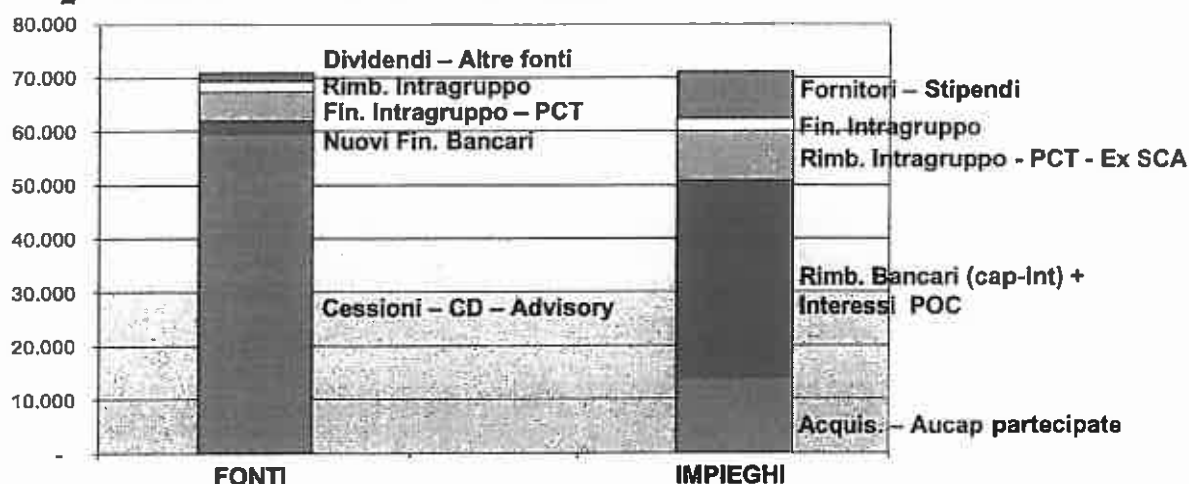 80.000
70.000
60.000
50.000
40.000
30.000
20.000
10.000
-
Dividendi – Altre fonti
Rimb. Intragruppo
Fin. Intragruppo – PCT
Nuovi Fin. Bancari
Cessioni – CD – Advisory
Fornitori – Stipendi
Fin. Intragruppo
Rimb. Intragruppo - PCT - Ex SCA
Rimb. Bancari (cap-int) +
Interessi POC
Acquis. – Aucap partecipate
FONTI
IMPIEGHI